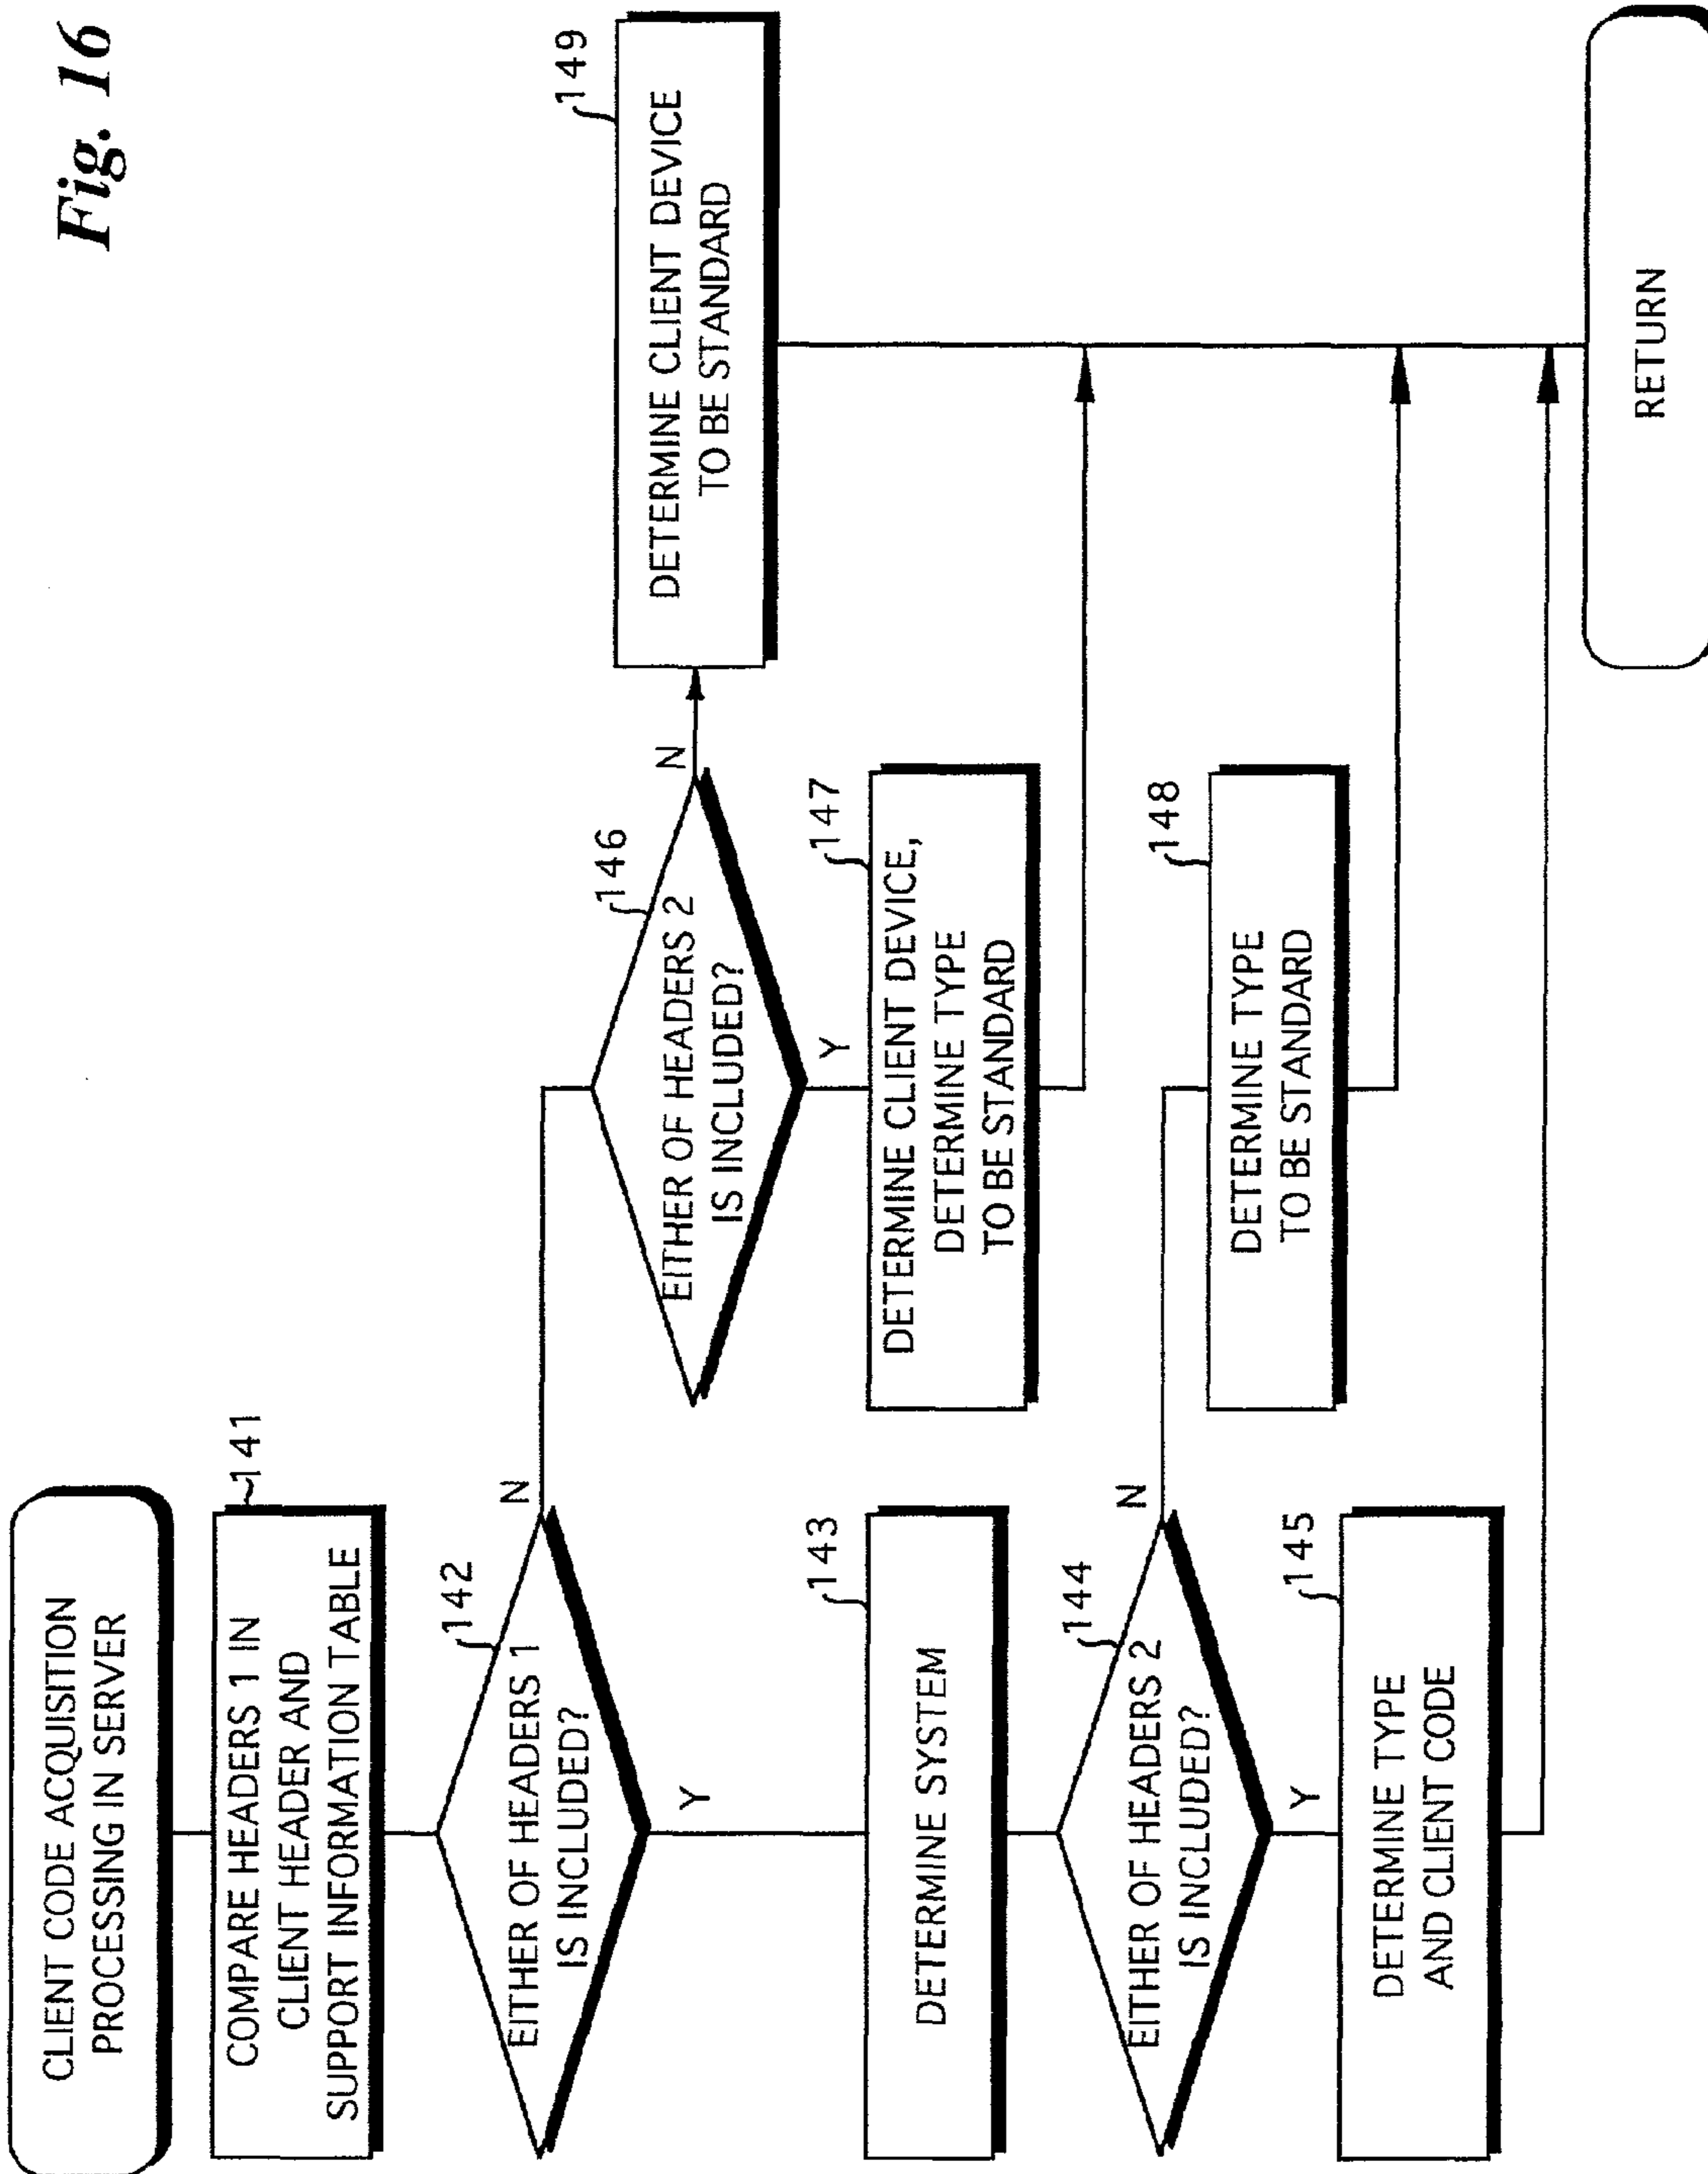 Fig. 16
CLIENT CODE ACQUISITION
PROCESSING IN SERVER
141
COMPARE HEADERS 1 IN
CLIENT HEADER AND
SUPPORT INFORMATION TABLE
142
EITHER OF HEADERS 1
IS INCLUDED?
N
Y
143
DETERMINE SYSTEM
144
EITHER OF HEADERS 2
IS INCLUDED?
N
Y
145
DETERMINE TYPE
AND CLIENT CODE
146
EITHER OF HEADERS 2
IS INCLUDED?
N
Y
147
DETERMINE CLIENT DEVICE,
DETERMINE TYPE
TO BE STANDARD
148
DETERMINE TYPE
TO BE STANDARD
149
DETERMINE CLIENT DEVICE
TO BE STANDARD
RETURN